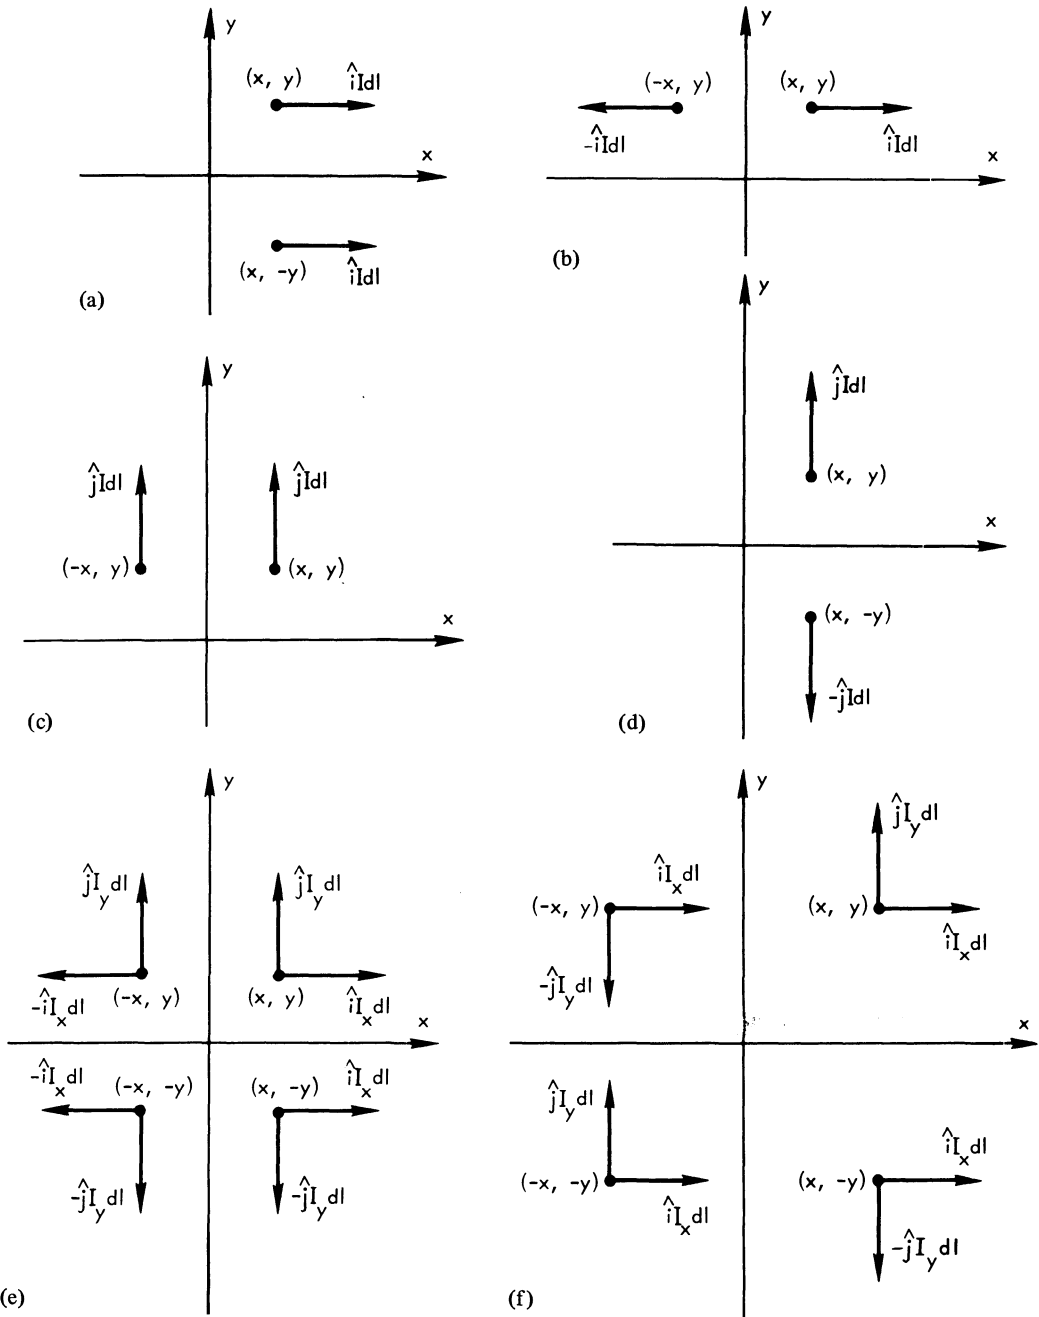 y
(x, y)
îIdl
x
(x, -y)
îIdl
(a)
y
(-x, y)
(x, y)
-îIdl
îIdl
x
(b)
y
ĵIdl
ĵIdl
(-x, y)
(x, y)
x
(c)
y
ĵIdl
(x, y)
x
(x, -y)
-ĵIdl
(d)
y
ĵI_y dl
ĵI_y dl
-îI_x dl
(-x, y)
(x, y)
îI_x dl
x
-îI_x dl
(-x, -y)
(x, -y)
îI_x dl
-ĵI_y dl
-ĵI_y dl
(e)
y
ĵI_y dl
îI_x dl
(-x, y)
(x, y)
îI_x dl
-ĵI_y dl
x
ĵI_y dl
îI_x dl
(-x, -y)
(x, -y)
îI_x dl
-ĵI_y dl
(f)